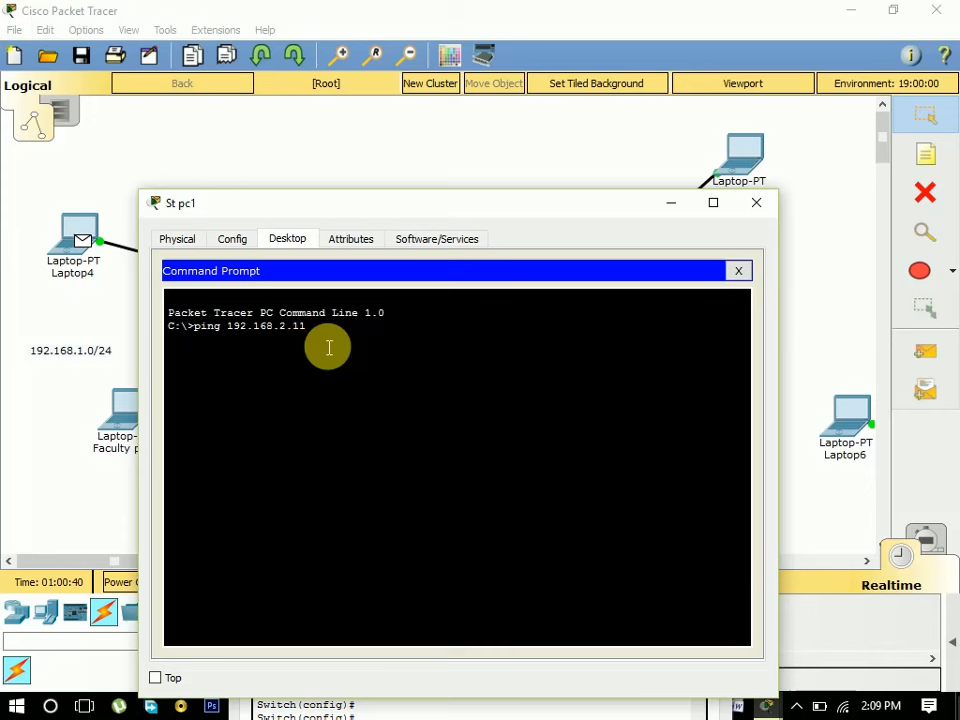 Cisco Packet Tracer
File Edit Options View Tools Extensions Help
Logical
Back
[Root]
New Cluster
Move Object
Set Tiled Background
Viewport
Environment: 19:00:00
Laptop-PT
Laptop-PT
Laptop4
192.168.1.0/24
Laptop-
Faculty p
Laptop-PT
Laptop6
St pc1
Physical Config Desktop Attributes Software/Services
Command Prompt
X
Packet Tracer PC Command Line 1.0
C:\>ping 192.168.2.11
Top
Time: 01:00:40
Power C
Realtime
Switch(config)#
Switch(config)#
2:09 PM